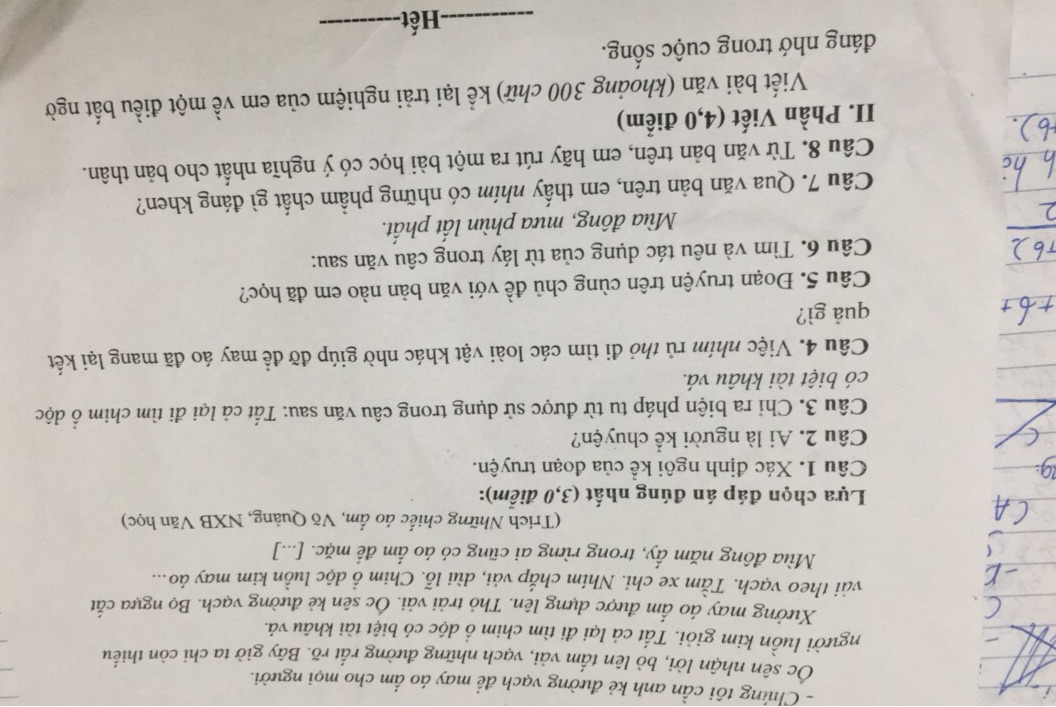 - Chúng tôi cần anh kẻ đường vạch để may áo ấm cho mọi người.
Ốc sên nhận lời, bò lên tấm vải, vạch những đường rất rõ. Bây giờ ta chỉ còn thiếu
người luồn kim giỏi. Tất cả lại đi tìm chim ổ dộc có biệt tài khâu vá.
Xưởng may áo ấm được dựng lên. Thỏ trải vải. Ốc sên kẻ đường vạch. Bọ ngựa cắt
vải theo vạch. Tằm xe chỉ. Nhím chắp vải, dùi lỗ. Chim ổ dộc luồn kim may áo...
Mùa đông năm ấy, trong rừng ai cũng có áo ấm để mặc. [...]
(Trích Những chiếc áo ấm, Võ Quảng, NXB Văn học)
Lựa chọn đáp án đúng nhất (3,0 điểm):
Câu 1. Xác định ngôi kể của đoạn truyện.
Câu 2. Ai là người kể chuyện?
Câu 3. Chỉ ra biện pháp tu từ được sử dụng trong câu văn sau: Tất cả lại đi tìm chim ổ dộc
có biệt tài khâu vá.
Câu 4. Việc nhím rủ thỏ đi tìm các loài vật khác nhờ giúp đỡ để may áo đã mang lại kết
quả gì?
Câu 5. Đoạn truyện trên cùng chủ đề với văn bản nào em đã học?
Câu 6. Tìm và nêu tác dụng của từ láy trong câu văn sau:
Mùa đông, mưa phùn lất phất.
Câu 7. Qua văn bản trên, em thấy nhím có những phẩm chất gì đáng khen?
Câu 8. Từ văn bản trên, em hãy rút ra một bài học có ý nghĩa nhất cho bản thân.
II. Phần Viết (4,0 điểm)
Viết bài văn (khoảng 300 chữ) kể lại trải nghiệm của em về một điều bất ngờ
đáng nhớ trong cuộc sống.
------------Hết------------